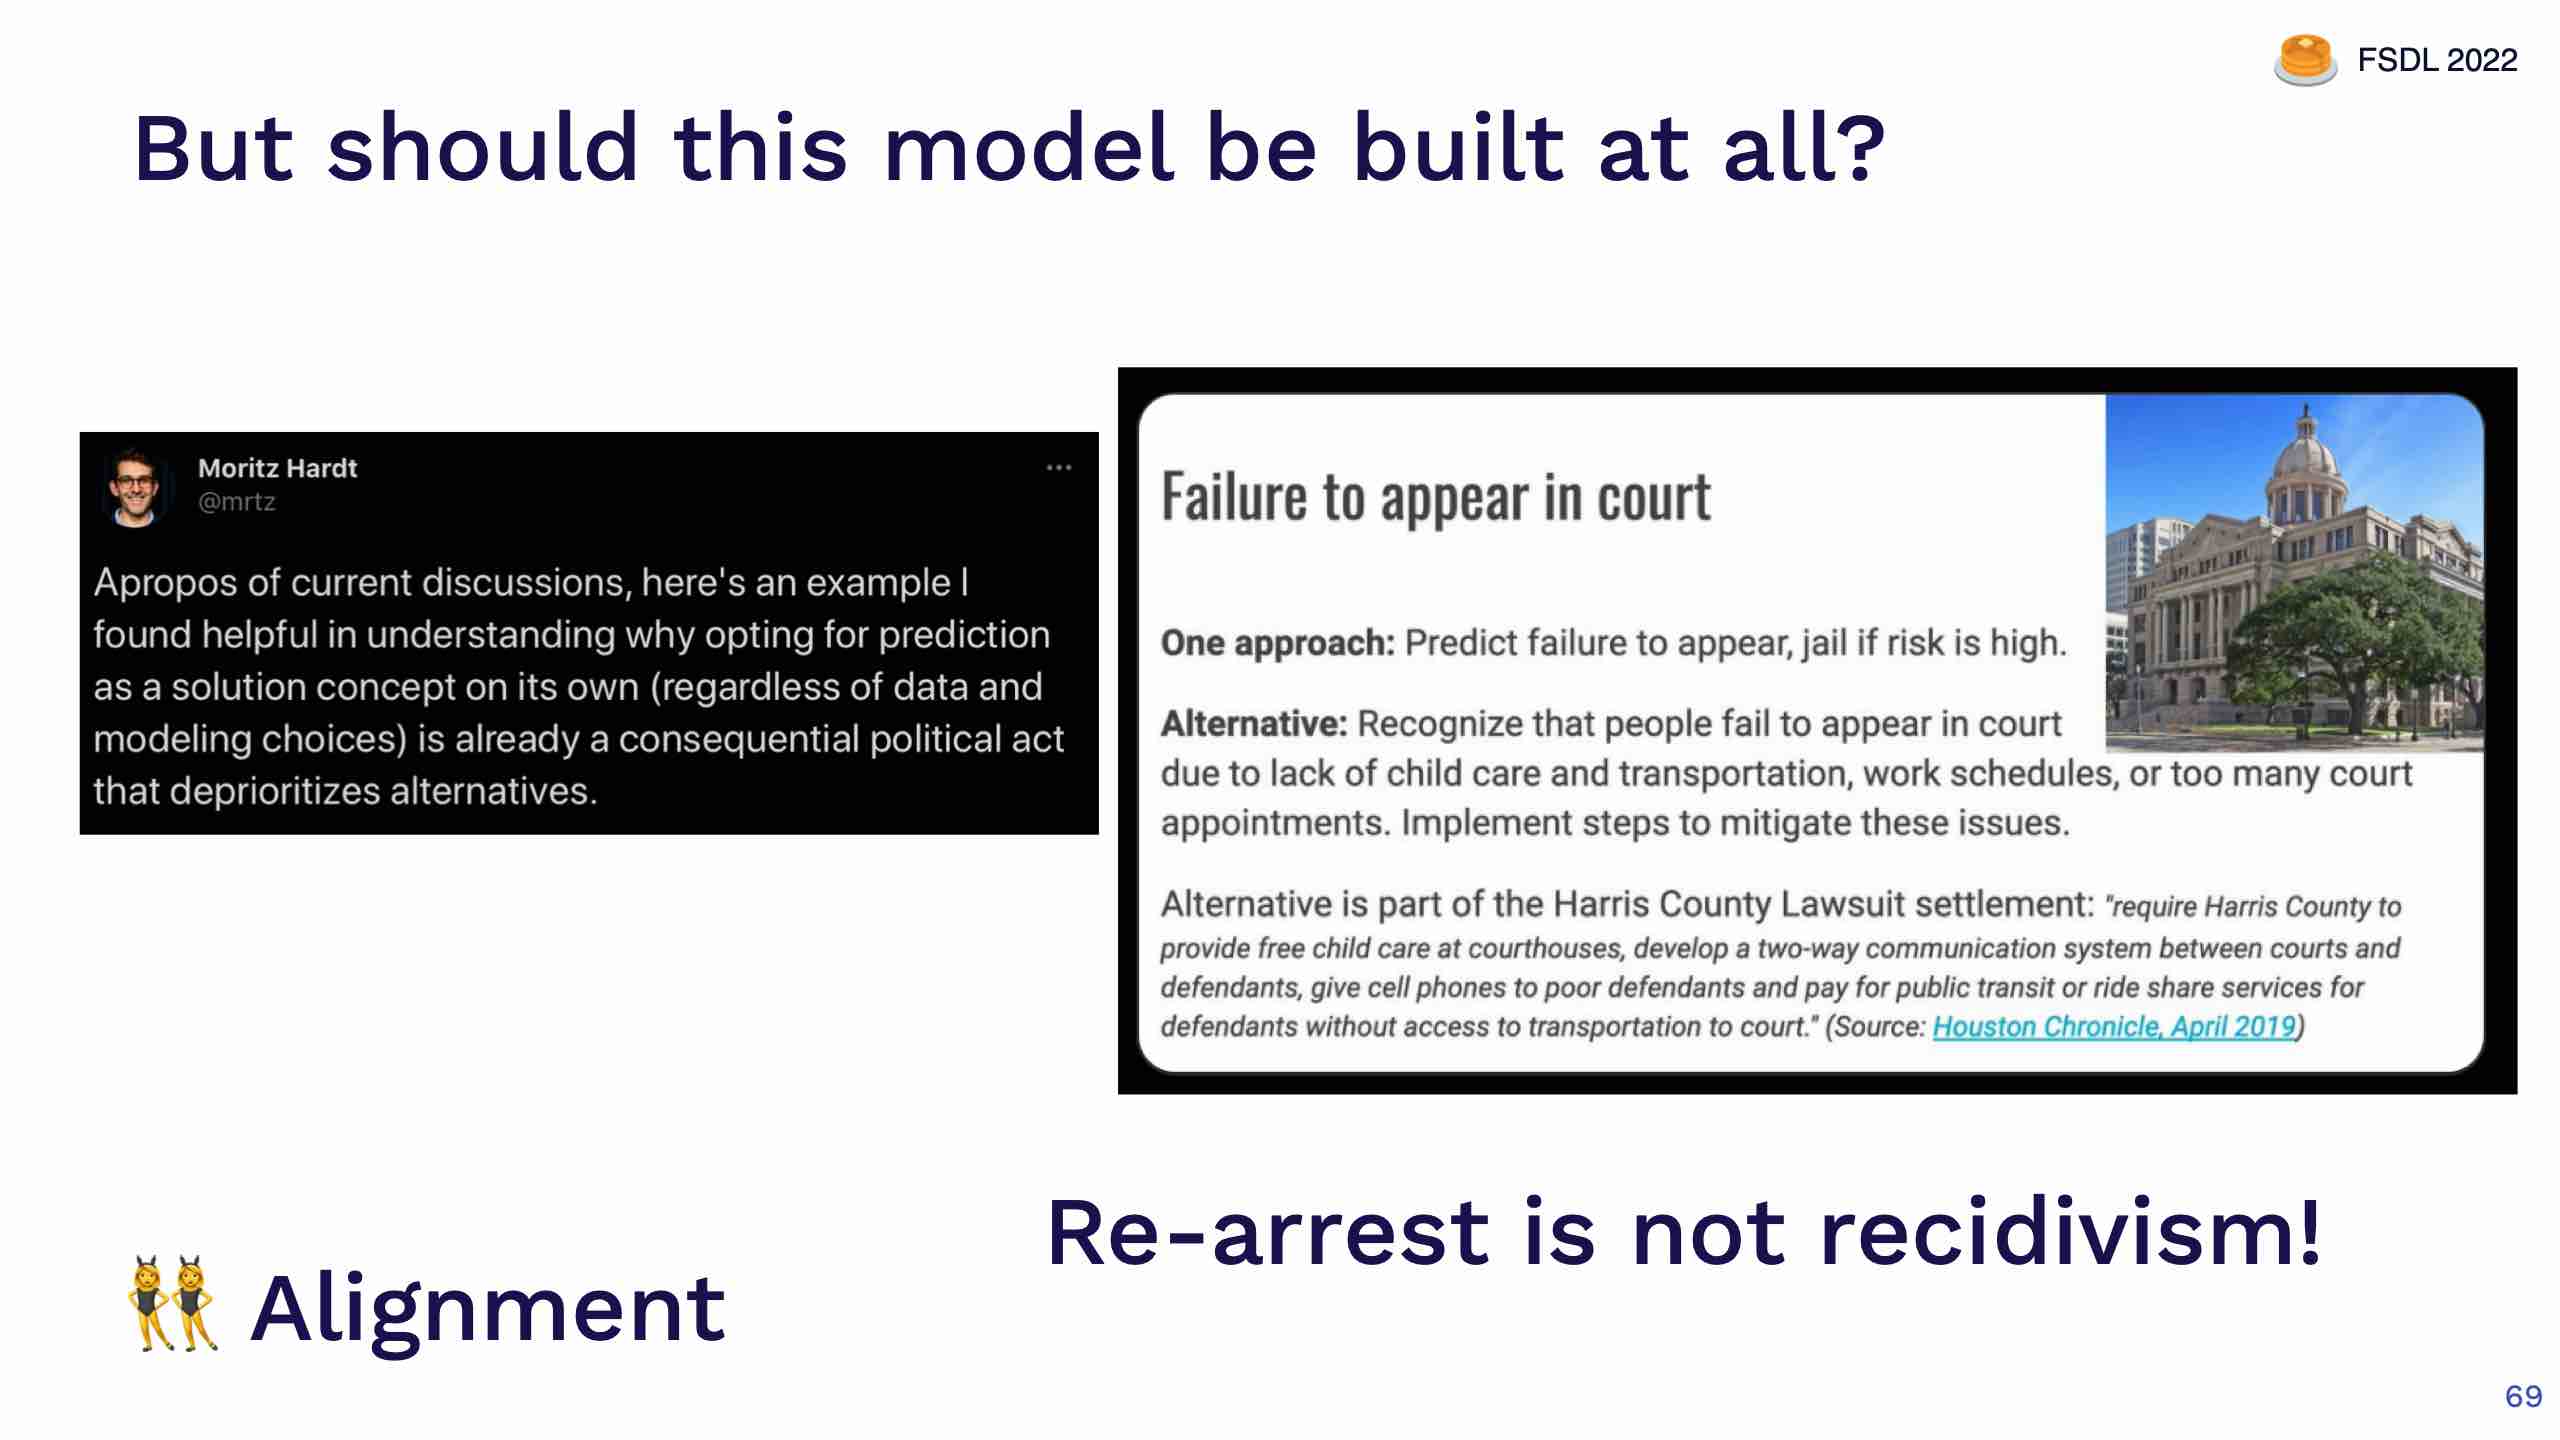 FSDL 2022
But should this model be built at all?
Moritz Hardt
@mrtz
Apropos of current discussions, here's an example I
found helpful in understanding why opting for prediction
as a solution concept on its own (regardless of data and
modeling choices) is already a consequential political act
that deprioritizes alternatives.
Failure to appear in court
One approach: Predict failure to appear, jail if risk is high.
Alternative: Recognize that people fail to appear in court
due to lack of child care and transportation, work schedules, or too many court
appointments. Implement steps to mitigate these issues.
Alternative is part of the Harris County Lawsuit settlement: "require Harris County to
provide free child care at courthouses, develop a two-way communication system between courts and
defendants, give cell phones to poor defendants and pay for public transit or ride share services for
defendants without access to transportation to court." (Source: Houston Chronicle, April 2019)
Re-arrest is not recidivism!
Alignment
69